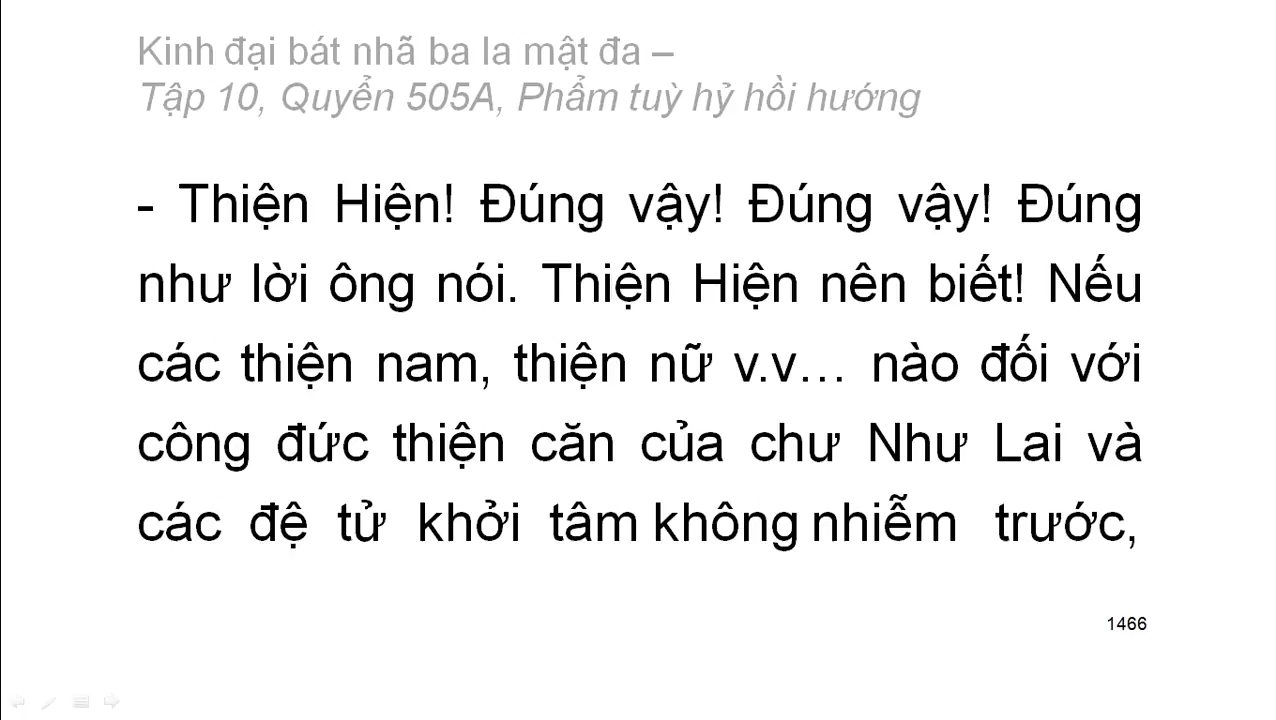 Kinh đại bát nhã ba la mật đa –
Tập 10, Quyển 505A, Phẩm tuỳ hỷ hồi hướng
- Thiện Hiện! Đúng vậy! Đúng vậy! Đúng
như lời ông nói. Thiện Hiện nên biết! Nếu
các thiện nam, thiện nữ v.v… nào đối với
công đức thiện căn của chư Như Lai và
các đệ tử khởi tâm không nhiễm trước,
1466